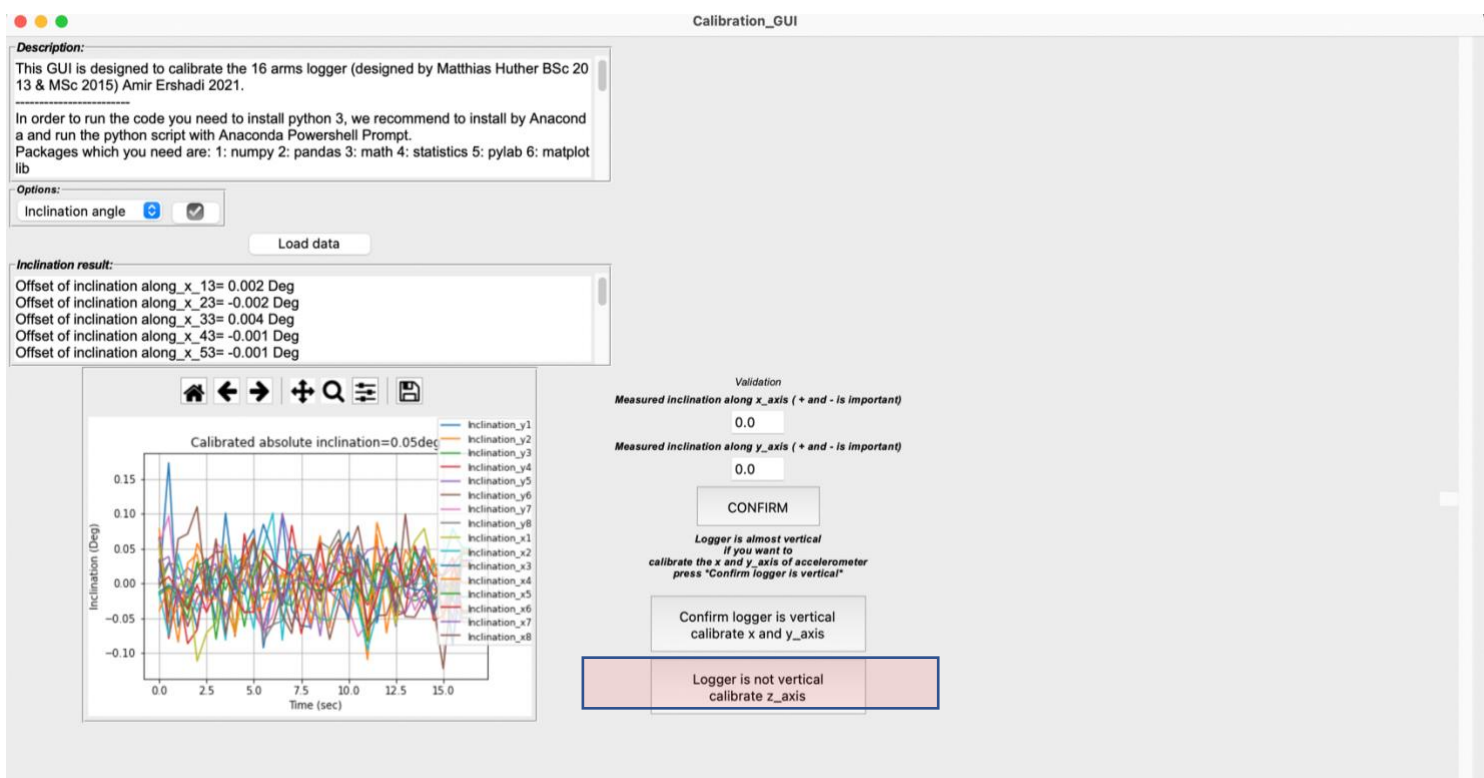 Calibration_GUI
Description:
This GUI is designed to calibrate the 16 arms logger (designed by Matthias Huther BSc 20
13 & MSc 2015) Amir Ershadi 2021.
------------------------
In order to run the code you need to install python 3, we recommend to install by Anacond
a and run the python script with Anaconda Powershell Prompt.
Packages which you need are: 1: numpy 2: pandas 3: math 4: statistics 5: pylab 6: matplot
lib
Options:
Inclination angle
Load data
Inclination result:
Offset of inclination along_x_13= 0.002 Deg
Offset of inclination along_x_23= -0.002 Deg
Offset of inclination along_x_33= 0.004 Deg
Offset of inclination along_x_43= -0.001 Deg
Offset of inclination along_x_53= -0.001 Deg
Calibrated absolute inclination=0.05deg
Inclination_y1
Inclination_y2
Inclination_y3
Inclination_y4
Inclination_y5
Inclination_y6
Inclination_y7
Inclination_y8
Inclination_x1
Inclination_x2
Inclination_x3
Inclination_x4
Inclination_x5
Inclination_x6
Inclination_x7
Inclination_x8
Inclination (Deg)
0.15
0.10
0.05
0.00
−0.05
−0.10
0.0 2.5 5.0 7.5 10.0 12.5 15.0
Time (sec)
Validation
Measured inclination along x_axis ( + and - is important)
0.0
Measured inclination along y_axis ( + and - is important)
0.0
CONFIRM
Logger is almost vertical
if you want to
calibrate the x and y_axis of accelerometer
press "Confirm logger is vertical"
Confirm logger is vertical
calibrate x and y_axis
Logger is not vertical
calibrate z_axis